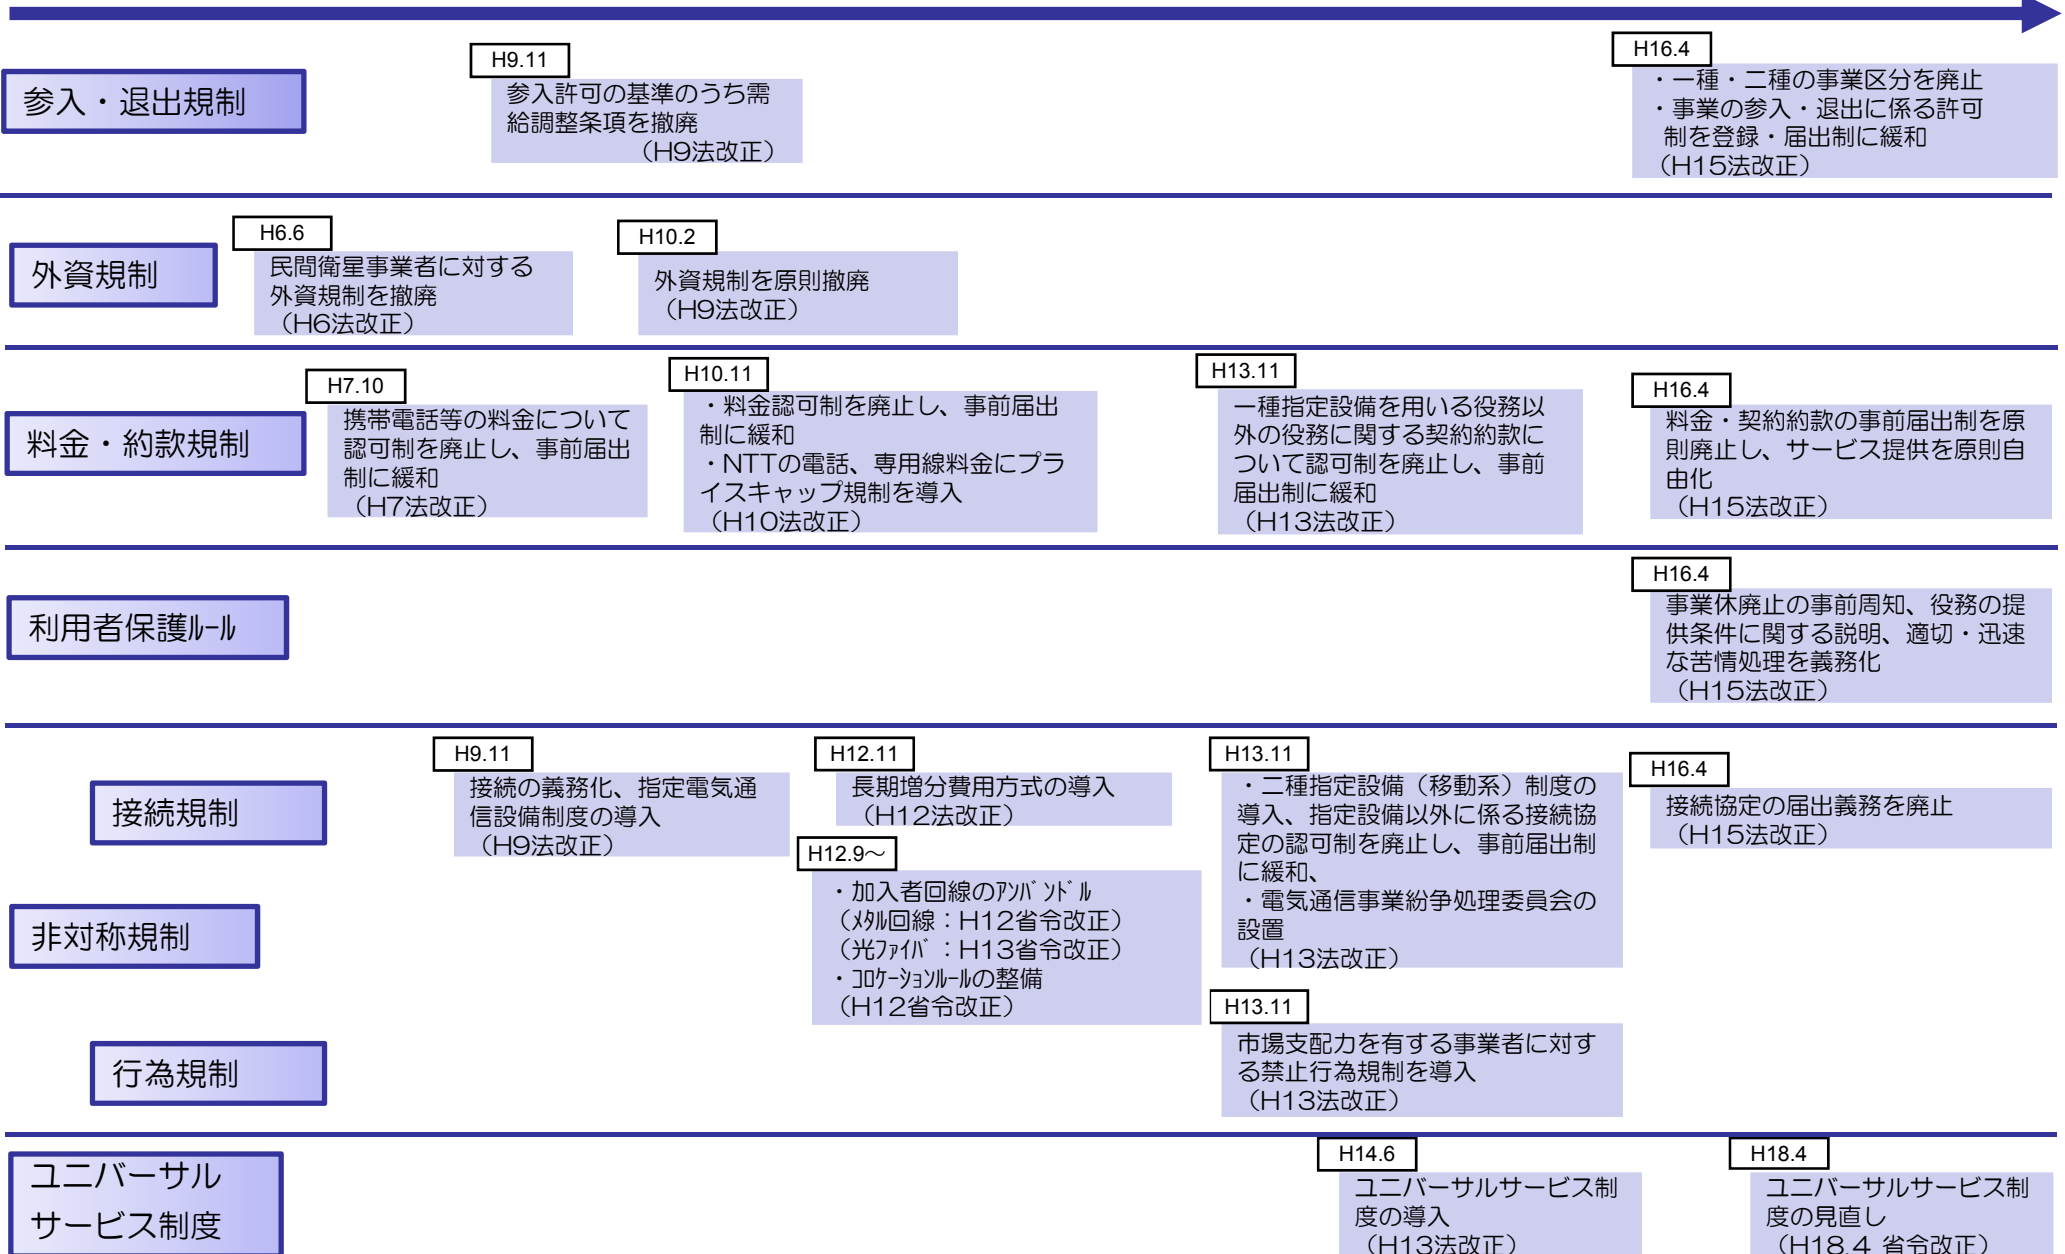 H9.11
H16.4
参入・退出規制
参入許可の基準のうち需
給調整条項を撤廃
（H9法改正）
・一種・二種の事業区分を廃止
・事業の参入・退出に係る許可
制を登録・届出制に緩和
（H15法改正）
H6.6
H10.2
外資規制
民間衛星事業者に対する
外資規制を撤廃
（H6法改正）
外資規制を原則撤廃
（H9法改正）
H7.10
H10.11
H13.11
H16.4
料金・約款規制
携帯電話等の料金について
認可制を廃止し、事前届出
制に緩和
（H7法改正）
・料金認可制を廃止し、事前届出
制に緩和
・NTTの電話、専用線料金にプラ
イスキャップ規制を導入
（H10法改正）
一種指定設備を用いる役務以
外の役務に関する契約約款に
ついて認可制を廃止し、事前
届出制に緩和
（H13法改正）
料金・契約約款の事前届出制を原
則廃止し、サービス提供を原則自
由化
（H15法改正）
H16.4
利用者保護ﾙｰﾙ
事業休廃止の事前周知、役務の提
供条件に関する説明、適切・迅速
な苦情処理を義務化
（H15法改正）
H9.11
H12.11
H13.11
H16.4
接続規制
接続の義務化、指定電気通
信設備制度の導入
（H9法改正）
長期増分費用方式の導入
（H12法改正）
H12.9～
・加入者回線のｱﾝﾊﾞﾝﾄﾞﾙ
（ﾒﾀﾙ回線：H12省令改正）
（光ﾌｧｲﾊﾞ：H13省令改正）
・ｺﾛｹｰｼｮﾝﾙｰﾙの整備
（H12省令改正）
・二種指定設備（移動系）制度の
導入、指定設備以外に係る接続協
定の認可制を廃止し、事前届出制
に緩和、
・電気通信事業紛争処理委員会の
設置
（H13法改正）
接続協定の届出義務を廃止
（H15法改正）
非対称規制
H13.11
行為規制
市場支配力を有する事業者に対す
る禁止行為規制を導入
（H13法改正）
H14.6
H18.4
ユニバーサル
サービス制度
ユニバーサルサービス制
度の導入
（H13法改正）
ユニバーサルサービス制
度の見直し
（H18.4 省令改正）